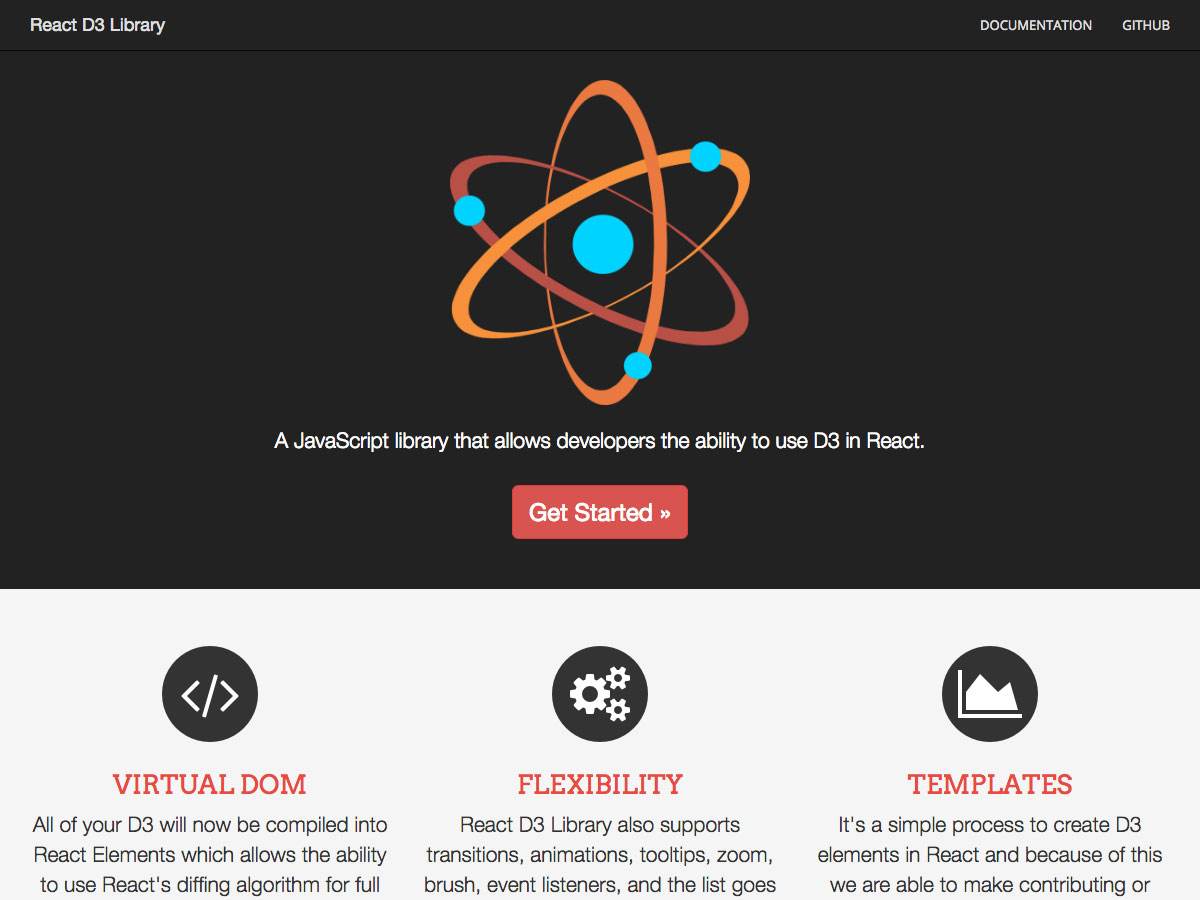 React D3 Library
DOCUMENTATION
GITHUB
A JavaScript library that allows developers the ability to use D3 in React.
Get Started »
VIRTUAL DOM
All of your D3 will now be compiled into
React Elements which allows the ability
to use React's diffing algorithm for full
FLEXIBILITY
React D3 Library also supports
transitions, animations, tooltips, zoom,
brush, event listeners, and the list goes
TEMPLATES
It's a simple process to create D3
elements in React and because of this
we are able to make contributing or